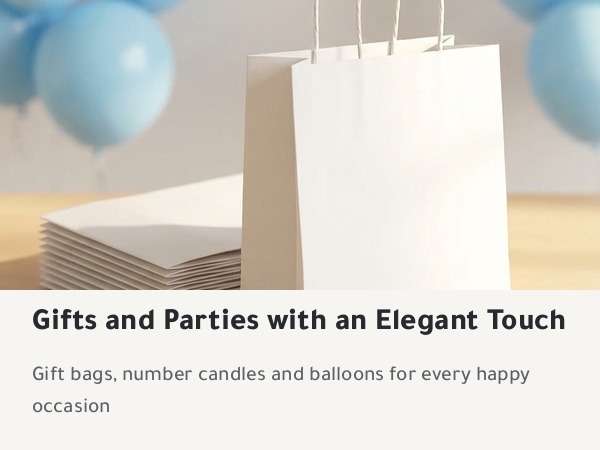 Gifts and Parties with an Elegant Touch
Gift bags, number candles and balloons for every happy
occasion